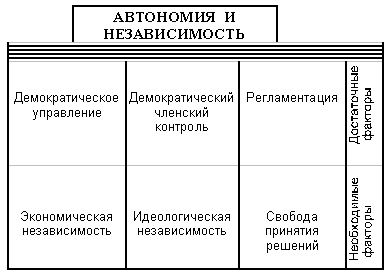 АВТОНОМИЯ И
НЕЗАВИСИМОСТЬ
Демократическое
управление
Демократический
членский
контроль
Регламентация
Достаточные
факторы
Экономическая
независимость
Идеологическая
независимость
Свобода
принятия
решений
Необходимые
факторы